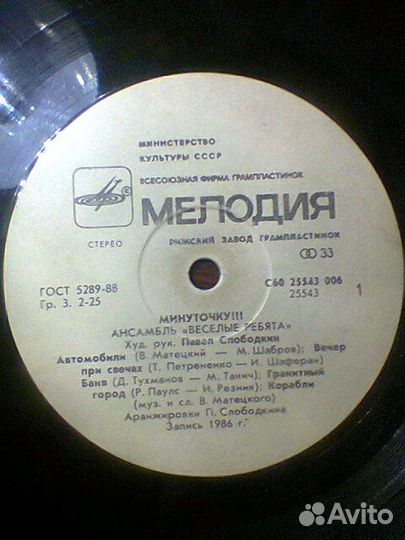 МИНИСТЕРСТВО
КУЛЬТУРЫ СССР
ВСЕСОЮЗНАЯ ФИРМА ГРАМПЛАСТИНОК
МЕЛОДИЯ
СТЕРЕО
РИЖСКИЙ ЗАВОД ГРАМПЛАСТИНОК
33
ГОСТ 5289-88
Гр. 3. 2-25
С60 25543 006
25543
1
МИНУТОЧКУ!!!
АНСАМБЛЬ «ВЕСЕЛЫЕ РЕБЯТА»
Худ. рук. Павел Слободкин
Автомобили (В. Матецкий — М. Шабров); Вечер
при свечах (Т. Петрененко — И. Шаферан);
Баня (Д. Тухманов — М. Танич); Гранитный
город (Р. Паулс — И. Резник); Корабли
(муз. и сл. В. Матецкого)
Аранжировки П. Слободкина
Запись 1986 г.
Avito